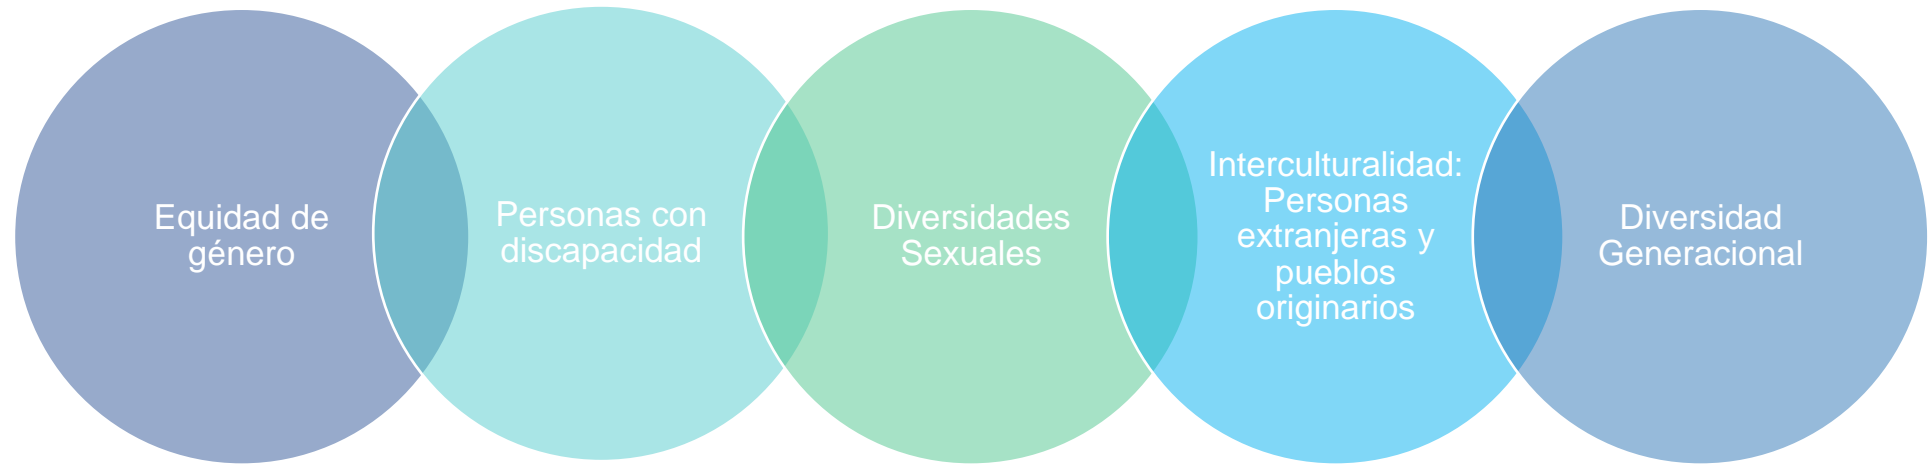 Equidad de
género
Personas con
discapacidad
Diversidades
Sexuales
Interculturalidad:
Personas
extranjeras y
pueblos
originarios
Diversidad
Generacional